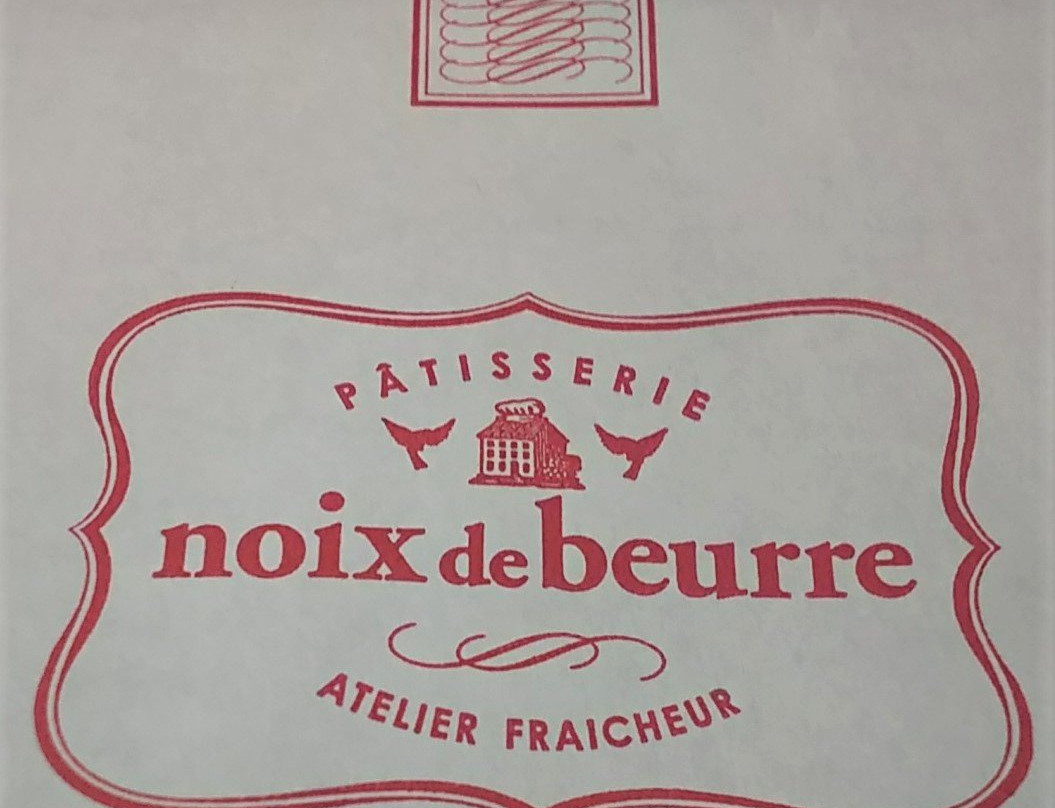 PÂTISSERIE
noix de beurre
ATELIER FRAICHEUR